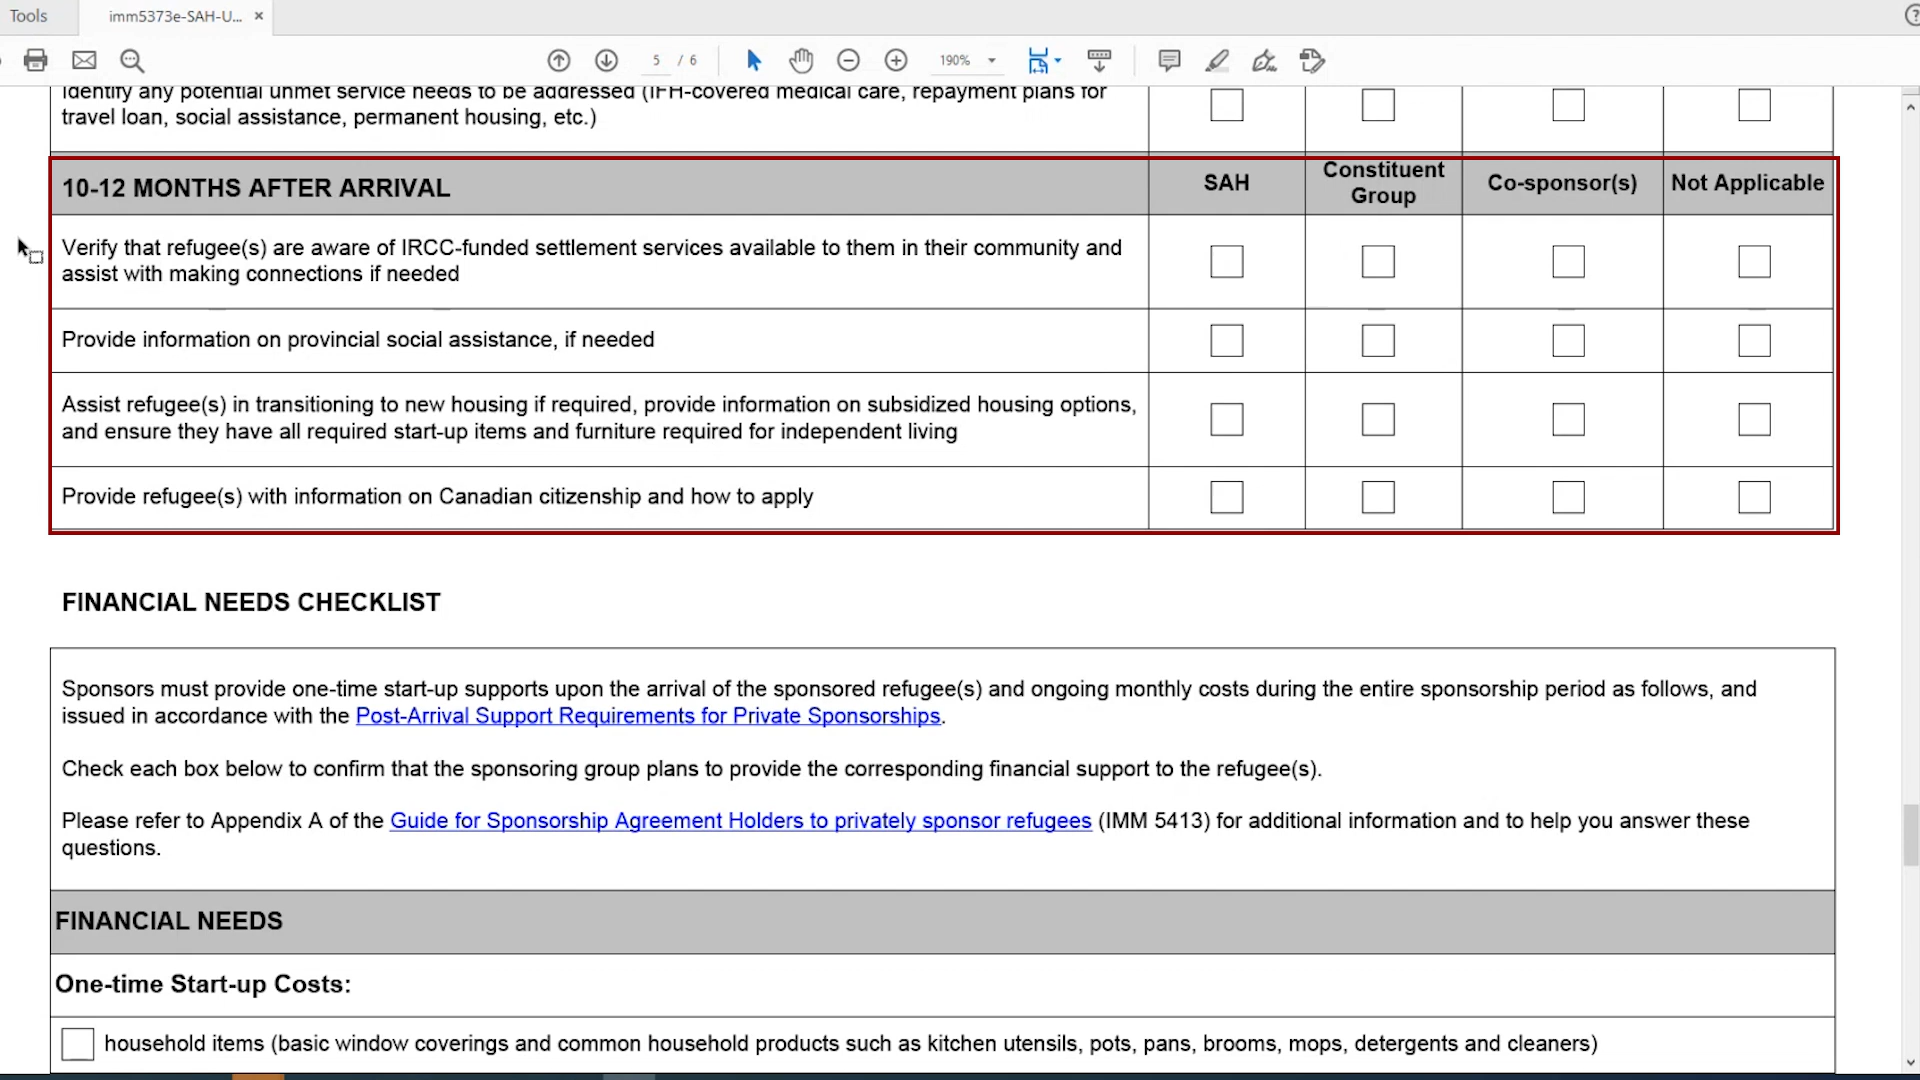 Tools
imm5373e-SAH-U... ×
5 / 6
190%
Identify any potential unmet service needs to be addressed (IFH-covered medical care, repayment plans for
travel loan, social assistance, permanent housing, etc.)
10-12 MONTHS AFTER ARRIVAL
SAH
Constituent
Group
Co-sponsor(s)
Not Applicable
Verify that refugee(s) are aware of IRCC-funded settlement services available to them in their community and
assist with making connections if needed
Provide information on provincial social assistance, if needed
Assist refugee(s) in transitioning to new housing if required, provide information on subsidized housing options,
and ensure they have all required start-up items and furniture required for independent living
Provide refugee(s) with information on Canadian citizenship and how to apply
FINANCIAL NEEDS CHECKLIST
Sponsors must provide one-time start-up supports upon the arrival of the sponsored refugee(s) and ongoing monthly costs during the entire sponsorship period as follows, and
issued in accordance with the Post-Arrival Support Requirements for Private Sponsorships.
Check each box below to confirm that the sponsoring group plans to provide the corresponding financial support to the refugee(s).
Please refer to Appendix A of the Guide for Sponsorship Agreement Holders to privately sponsor refugees (IMM 5413) for additional information and to help you answer these
questions.
FINANCIAL NEEDS
One-time Start-up Costs:
household items (basic window coverings and common household products such as kitchen utensils, pots, pans, brooms, mops, detergents and cleaners)